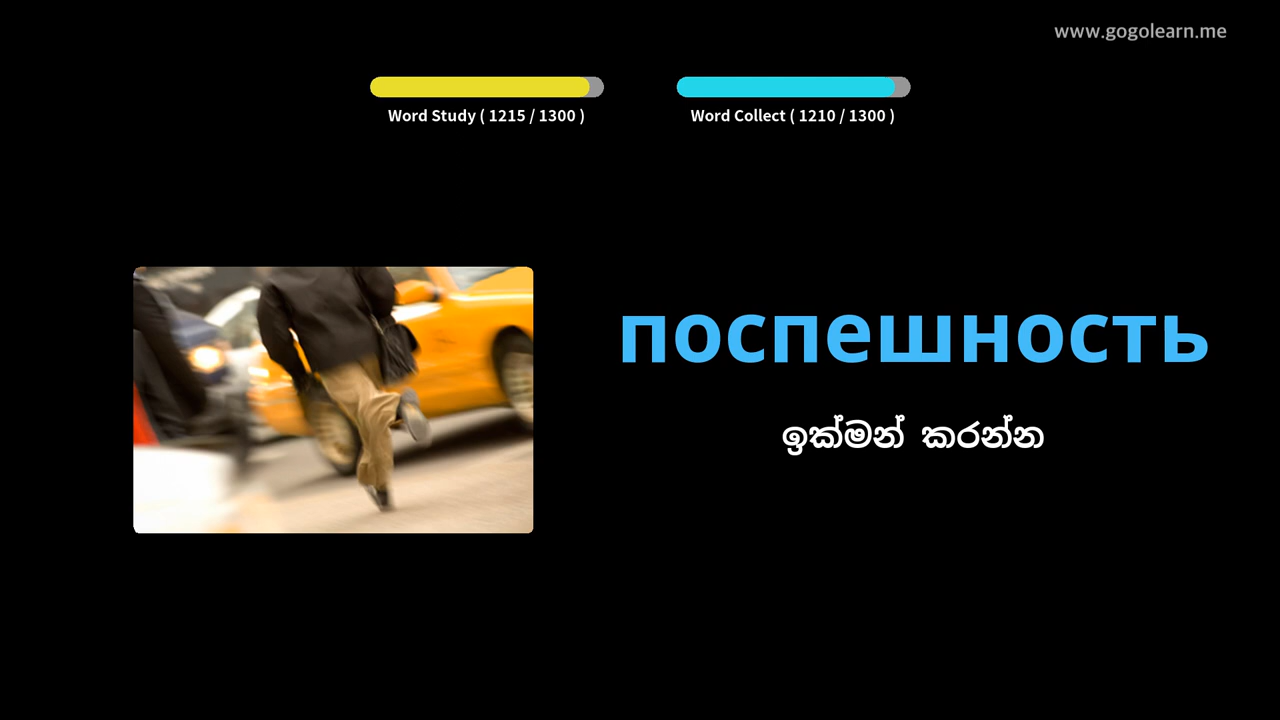 www.gogolearn.me
Word Study ( 1215 / 1300 )
Word Collect ( 1210 / 1300 )
поспешность
ඉක්මන් කරන්න